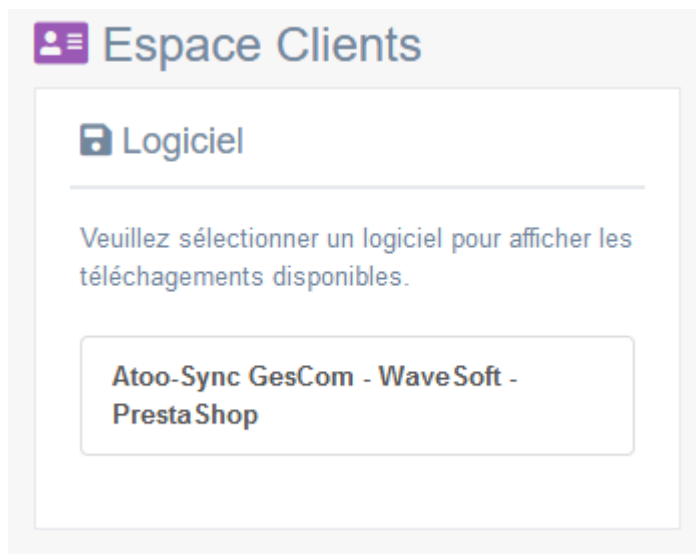 Espace Clients
Logiciel
Veuillez sélectionner un logiciel pour afficher les
téléchagements disponibles.
Atoo-Sync GesCom - WaveSoft -
PrestaShop